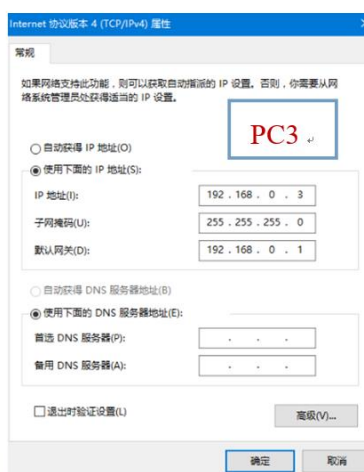 Internet 协议版本 4 (TCP/IPv4) 属性
常规
如果网络支持此功能，则可以获取自动指派的 IP 设置。否则，你需要从网
络系统管理员处获得适当的 IP 设置。
PC3
自动获得 IP 地址(O)
使用下面的 IP 地址(S):
IP 地址(I): 192 . 168 . 0 . 3
子网掩码(U): 255 . 255 . 255 . 0
默认网关(D): 192 . 168 . 0 . 1
自动获得 DNS 服务器地址(B)
使用下面的 DNS 服务器地址(E):
首选 DNS 服务器(P): . . .
备用 DNS 服务器(A): . . .
退出时验证设置(L)
高级(V)...
确定 取消